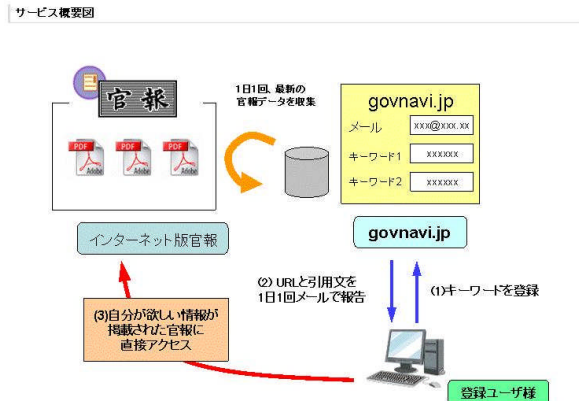 サービス概要図
官報
PDF
Adobe
PDF
Adobe
PDF
Adobe
インターネット版官報
1日1回、最新の
官報データを収集
govnavi.jp
メール
xxx@xxx.xx
キーワード1
xxxxxx
キーワード2
xxxxxx
govnavi.jp
(2) URLと引用文を
1日1回メールで報告
(1)キーワードを登録
(3)自分が欲しい情報が
掲載された官報に
直接アクセス
登録ユーザ様